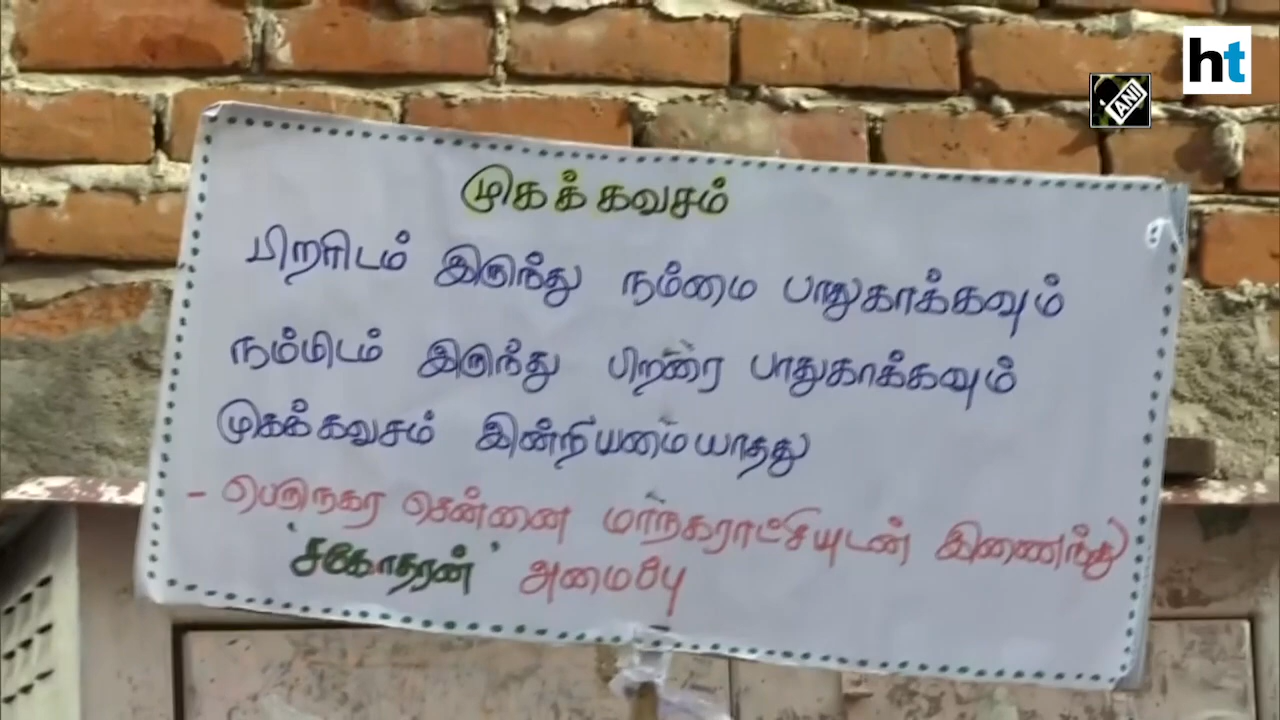 ht
ANI
முகக்கவசம்
பிறரிடம் இருந்து நம்மை பாதுகாக்கவும்
நம்மிடம் இருந்து பிறரை பாதுகாக்கவும்
முகக்கவசம் இன்றியமையாதது
- பெருநகர சென்னை மாநகராட்சியுடன் இணைந்து
'சகோதரன்' அமைப்பு